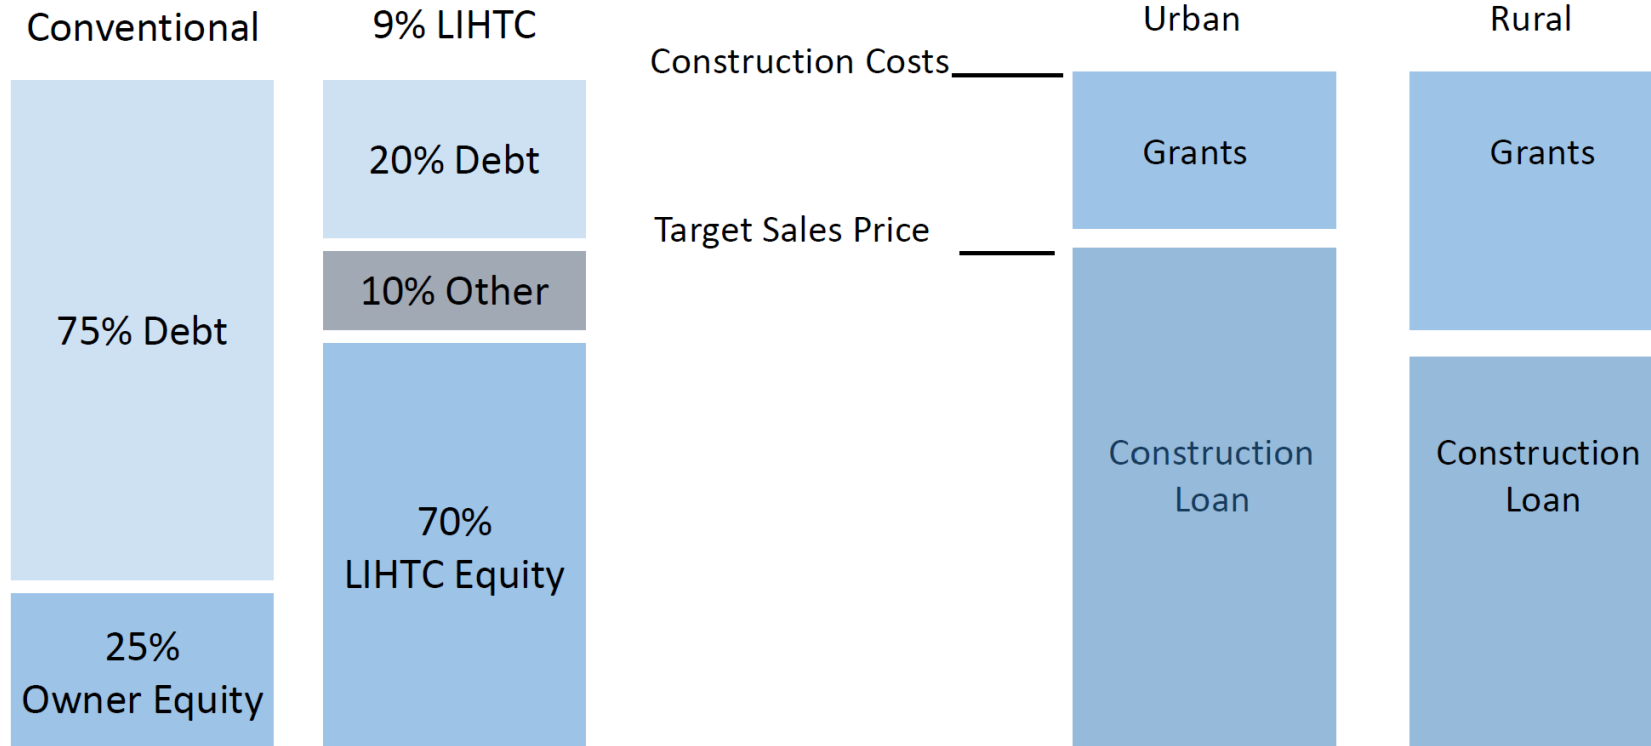 Conventional
75% Debt
25%
Owner Equity
9% LIHTC
20% Debt
10% Other
70%
LIHTC Equity
Construction Costs
Target Sales Price
Urban
Grants
Construction
Loan
Rural
Grants
Construction
Loan